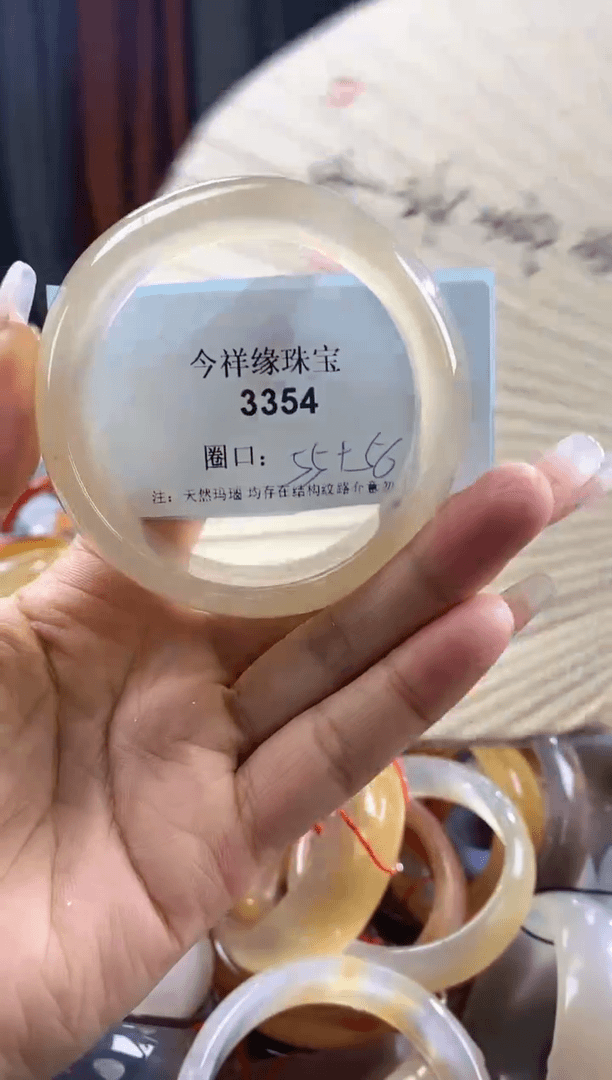 今祥缘珠宝
3354
圈口： 55+56
注： 天然玛瑙 均存在结构纹路介意勿